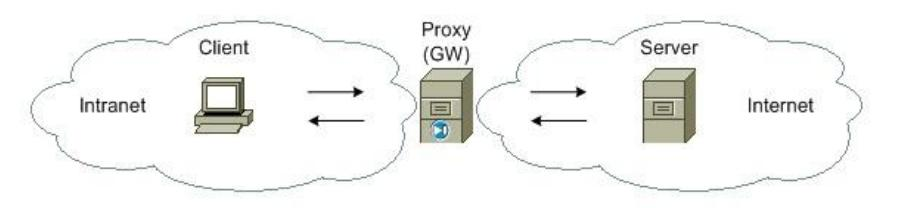 Proxy
(GW)
Client
Server
Intranet
Internet